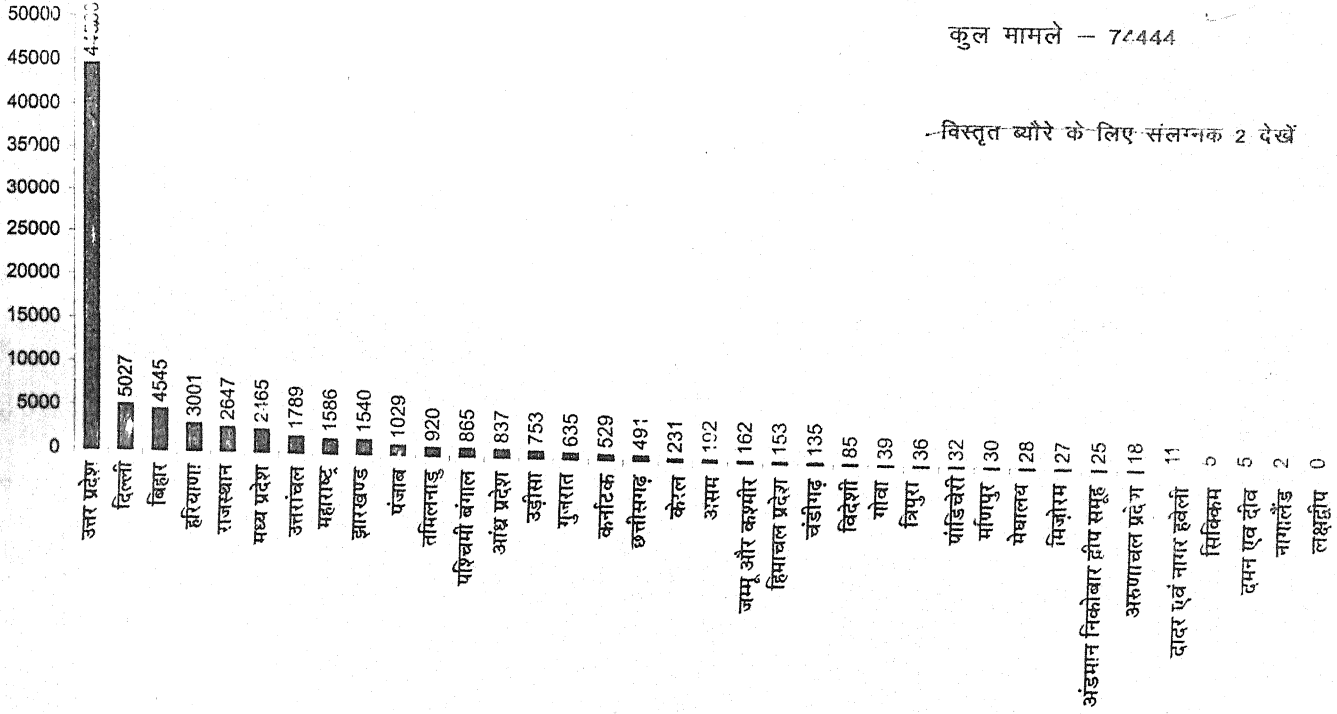 50000
45000
40000
35000
30000
25000
20000
15000
10000
5000
0
कुल मामले – 74444
विस्तृत ब्यौरे के लिए संलग्नक 2 देखें
5027
4545
3001
2647
2465
1789
1586
1540
1029
920
865
837
753
635
529
491
231
192
162
153
135
85
39
36
32
30
28
27
25
18
11
5
5
2
0
उत्तर प्रदेश
दिल्ली
बिहार
हरियाणा
राजस्थान
मध्य प्रदेश
उत्तरांचल
महाराष्ट्र
झारखण्ड
पंजाब
तमिलनाडु
पश्चिमी बंगाल
आंध्र प्रदेश
उड़ीसा
गुजरात
कर्नाटक
छत्तीसगढ़
केरल
असम
जम्मू और कश्मीर
हिमाचल प्रदेश
चंडीगढ़
विदेशी
गोवा
त्रिपुरा
पांडिचेरी
मणिपुर
मेघालय
मिज़ोरम
अंडमान निकोबार द्वीप समूह
अरुणाचल प्रदेश
दादर एवं नागर हवेली
सिक्किम
दमन एवं दीव
नागालैंड
लक्षद्वीप